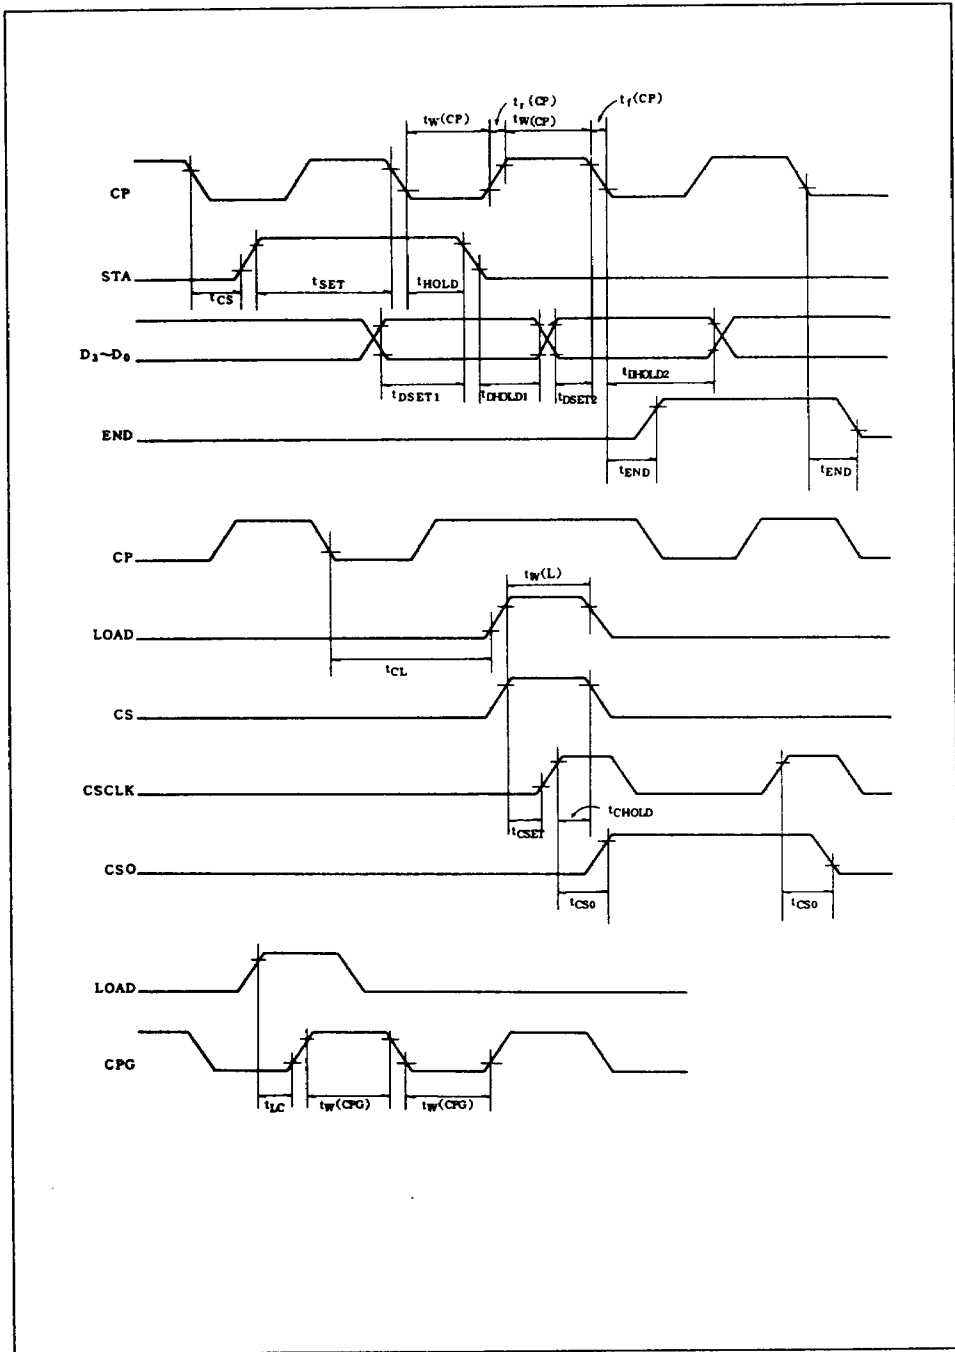 tr(CP) tf(CP)
tW(CP) tW(CP)
CP
STA
tCS tSET tHOLD
D3~D0
tDSET1 tDHOLD1 tDSET2 tDHOLD2
END
tEND tEND
CP
tW(L)
LOAD
tCL
CS
CSCLK
tCSET tCHOLD
CSO
tCSO tCSO
LOAD
CPG
tLC tW(CPG) tW(CPG)